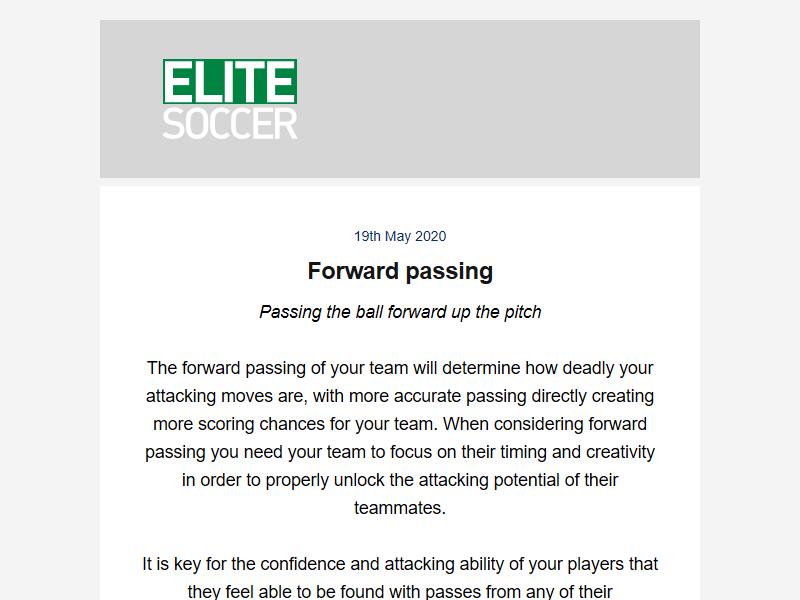 ELITE
SOCCER
19th May 2020
Forward passing
Passing the ball forward up the pitch
The forward passing of your team will determine how deadly your
attacking moves are, with more accurate passing directly creating
more scoring chances for your team. When considering forward
passing you need your team to focus on their timing and creativity
in order to properly unlock the attacking potential of their
teammates.
It is key for the confidence and attacking ability of your players that
they feel able to be found with passes from any of their